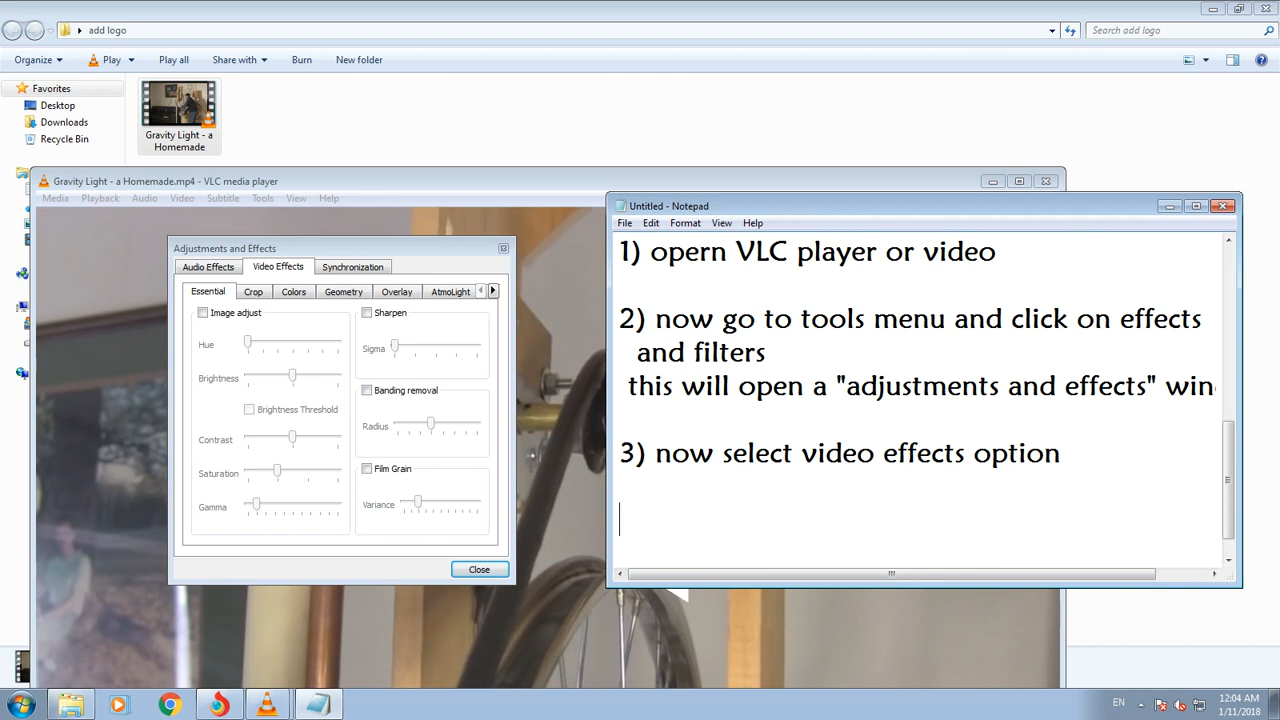 add logo
Search add logo
Organize
Play
Play all
Share with
Burn
New folder
Favorites
Desktop
Downloads
Recycle Bin
Gravity Light - a
Homemade
Gravity Light - a Homemade.mp4 - VLC media player
Media Playback Audio Video Subtitle Tools View Help
Adjustments and Effects
Audio Effects Video Effects Synchronization
Essential Crop Colors Geometry Overlay AtmoLight
Image adjust
Hue
Brightness
Brightness Threshold
Contrast
Saturation
Gamma
Sharpen
Sigma
Banding removal
Radius
Film Grain
Variance
Close
Untitled - Notepad
File Edit Format View Help
1) opern VLC player or video
2) now go to tools menu and click on effects
and filters
this will open a "adjustments and effects" win
3) now select video effects option
EN
12:04 AM
1/11/2018